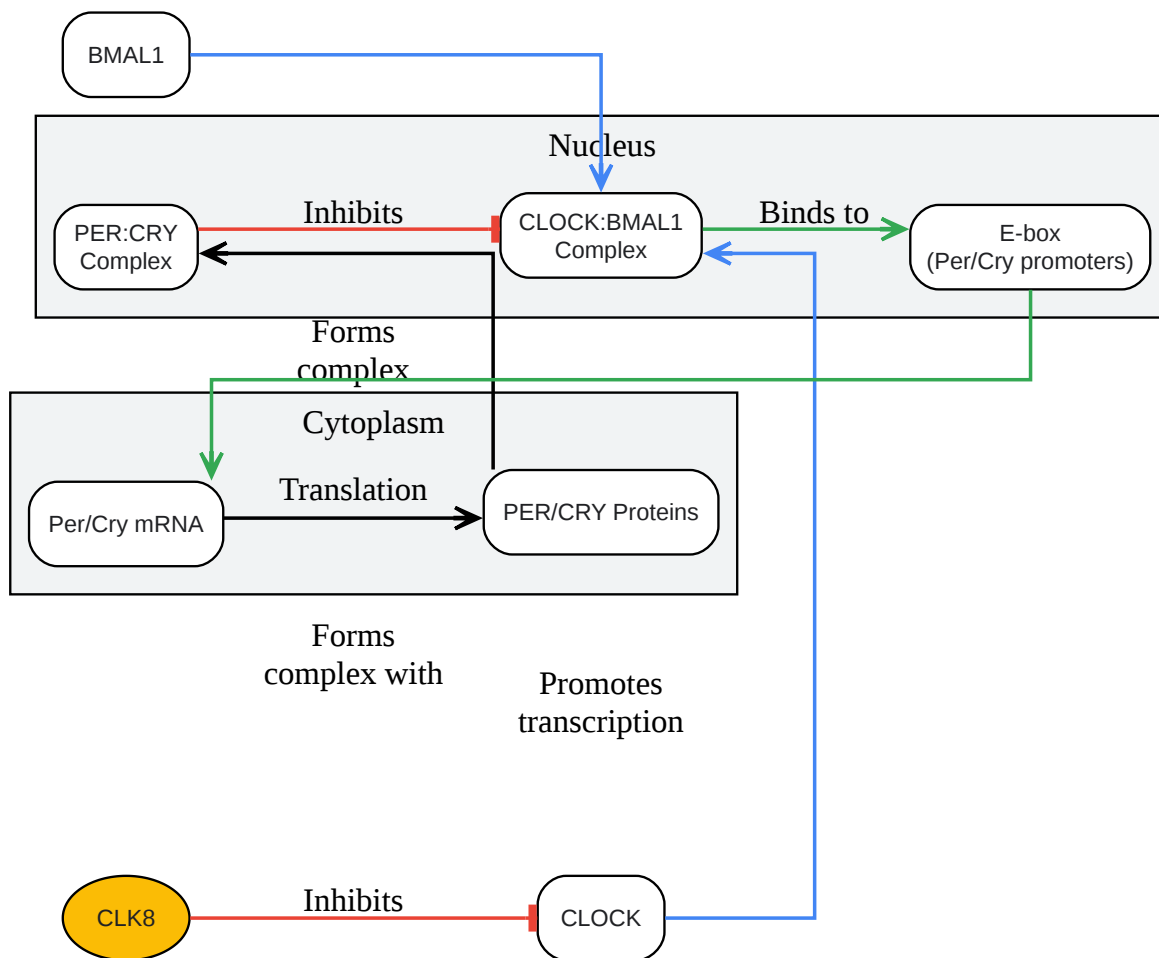 BMAL1
Nucleus
Inhibits
Binds to
PER:CRY
Complex
CLOCK:BMAL1
Complex
E-box
(Per/Cry promoters)
Forms
complex
Cytoplasm
Translation
Per/Cry mRNA
PER/CRY Proteins
Forms
complex with
Promotes
transcription
Inhibits
CLK8
CLOCK